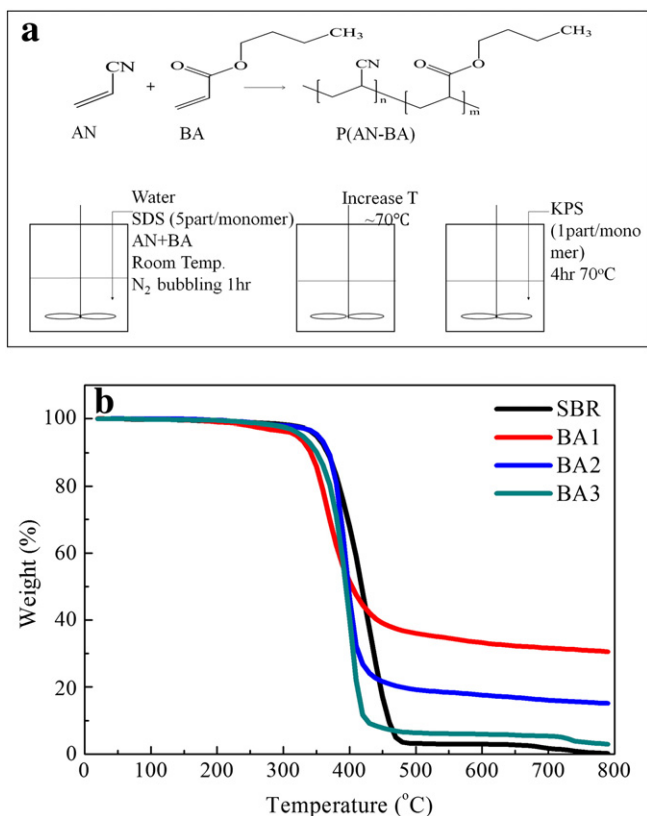 a
CN
CH₃
O
O
+
AN
BA
CN
n
O
O
CH₃
m
P(AN-BA)
Water
SDS (5part/monomer)
AN+BA
Room Temp.
N₂ bubbling 1hr
Increase T
~70℃
KPS
(1part/mono
mer)
4hr 70°C
b
SBR
BA1
BA2
BA3
Weight (%)
100
80
60
40
20
0
0 100 200 300 400 500 600 700 800
Temperature (°C)